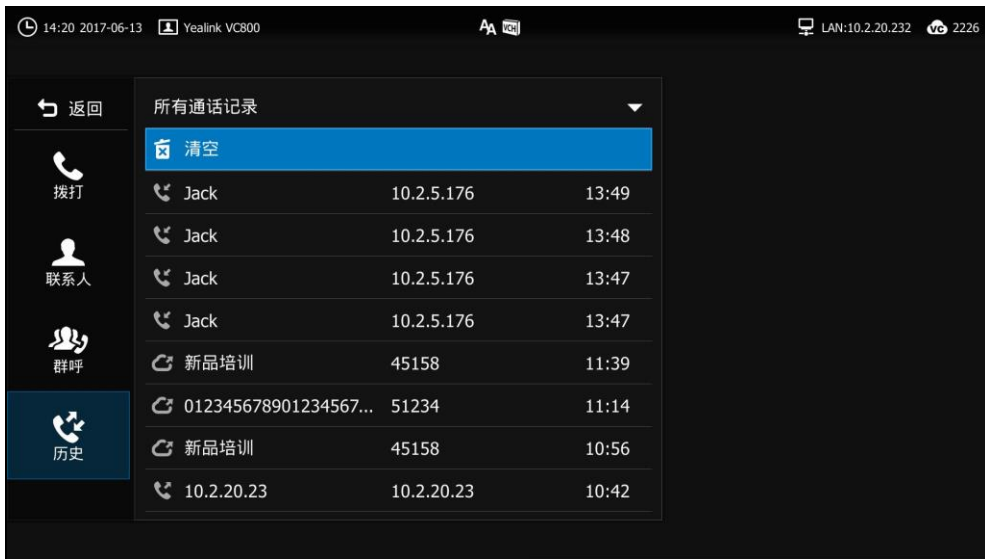 14:20 2017-06-13 Yealink VC800 AA VCH LAN:10.2.20.232 VC 2226
返回
所有通话记录
清空
拨打
Jack 10.2.5.176 13:49
Jack 10.2.5.176 13:48
联系人
Jack 10.2.5.176 13:47
Jack 10.2.5.176 13:47
群呼
新品培训 45158 11:39
012345678901234567... 51234 11:14
历史
新品培训 45158 10:56
10.2.20.23 10.2.20.23 10:42